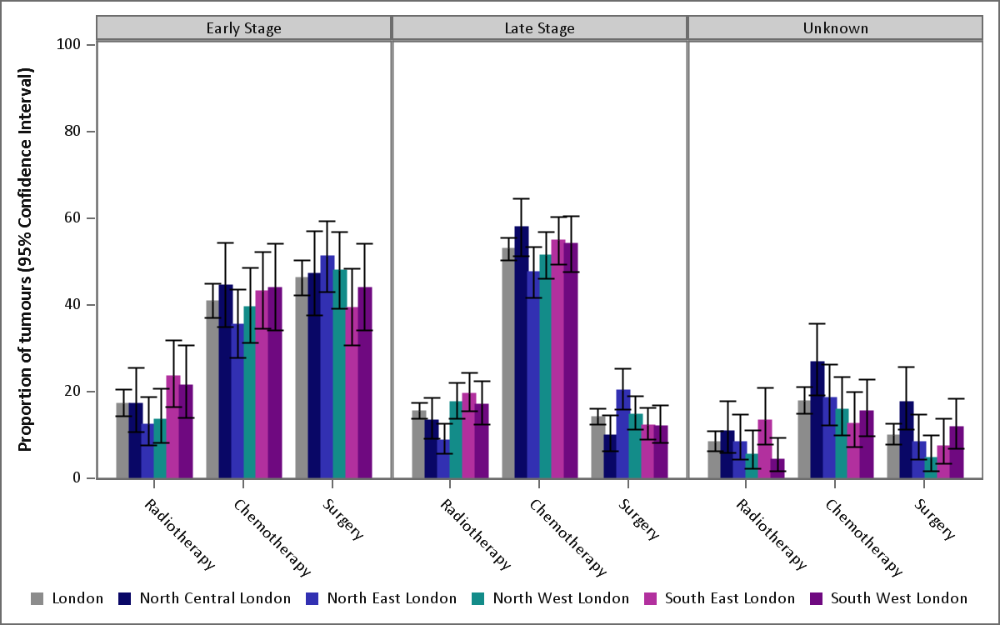 Early Stage Late Stage Unknown
Proportion of tumours (95% Confidence Interval)
100
80
60
40
20
0
Radiotherapy Chemotherapy Surgery Radiotherapy Chemotherapy Surgery Radiotherapy Chemotherapy Surgery
London North Central London North East London North West London South East London South West London